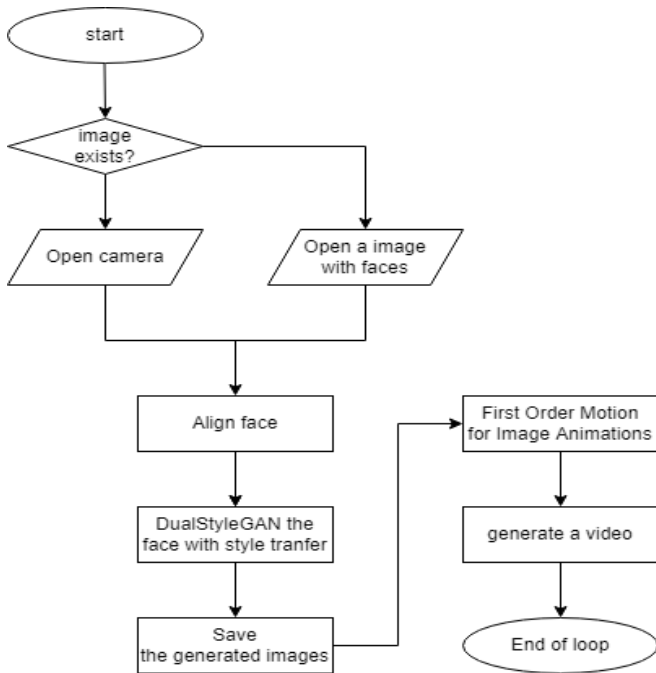 start
image
exists?
Open camera
Open a image
with faces
Align face
DualStyleGAN the
face with style tranfer
Save
the generated images
First Order Motion
for Image Animations
generate a video
End of loop